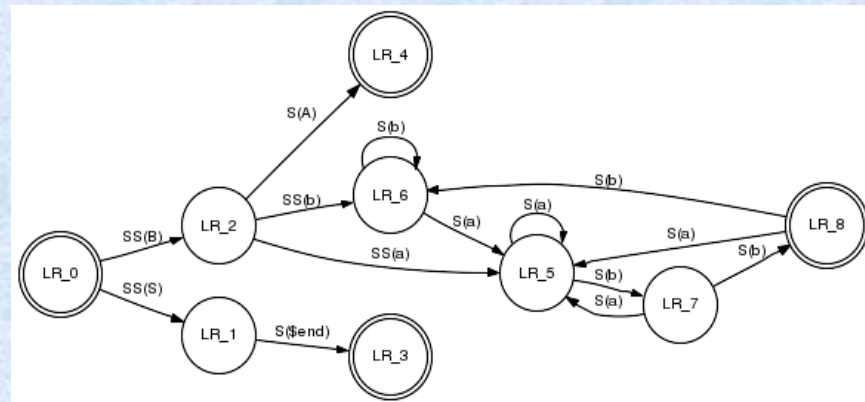 LR_4
S(A)
S(b)
LR_6
S(b)
LR_2
SS(b)
S(a)
S(a)
LR_8
SS(B)
SS(a)
S(a)
S(b)
LR_0
LR_5
S(b)
SS(S)
S(a)
LR_7
LR_1
S($end)
LR_3